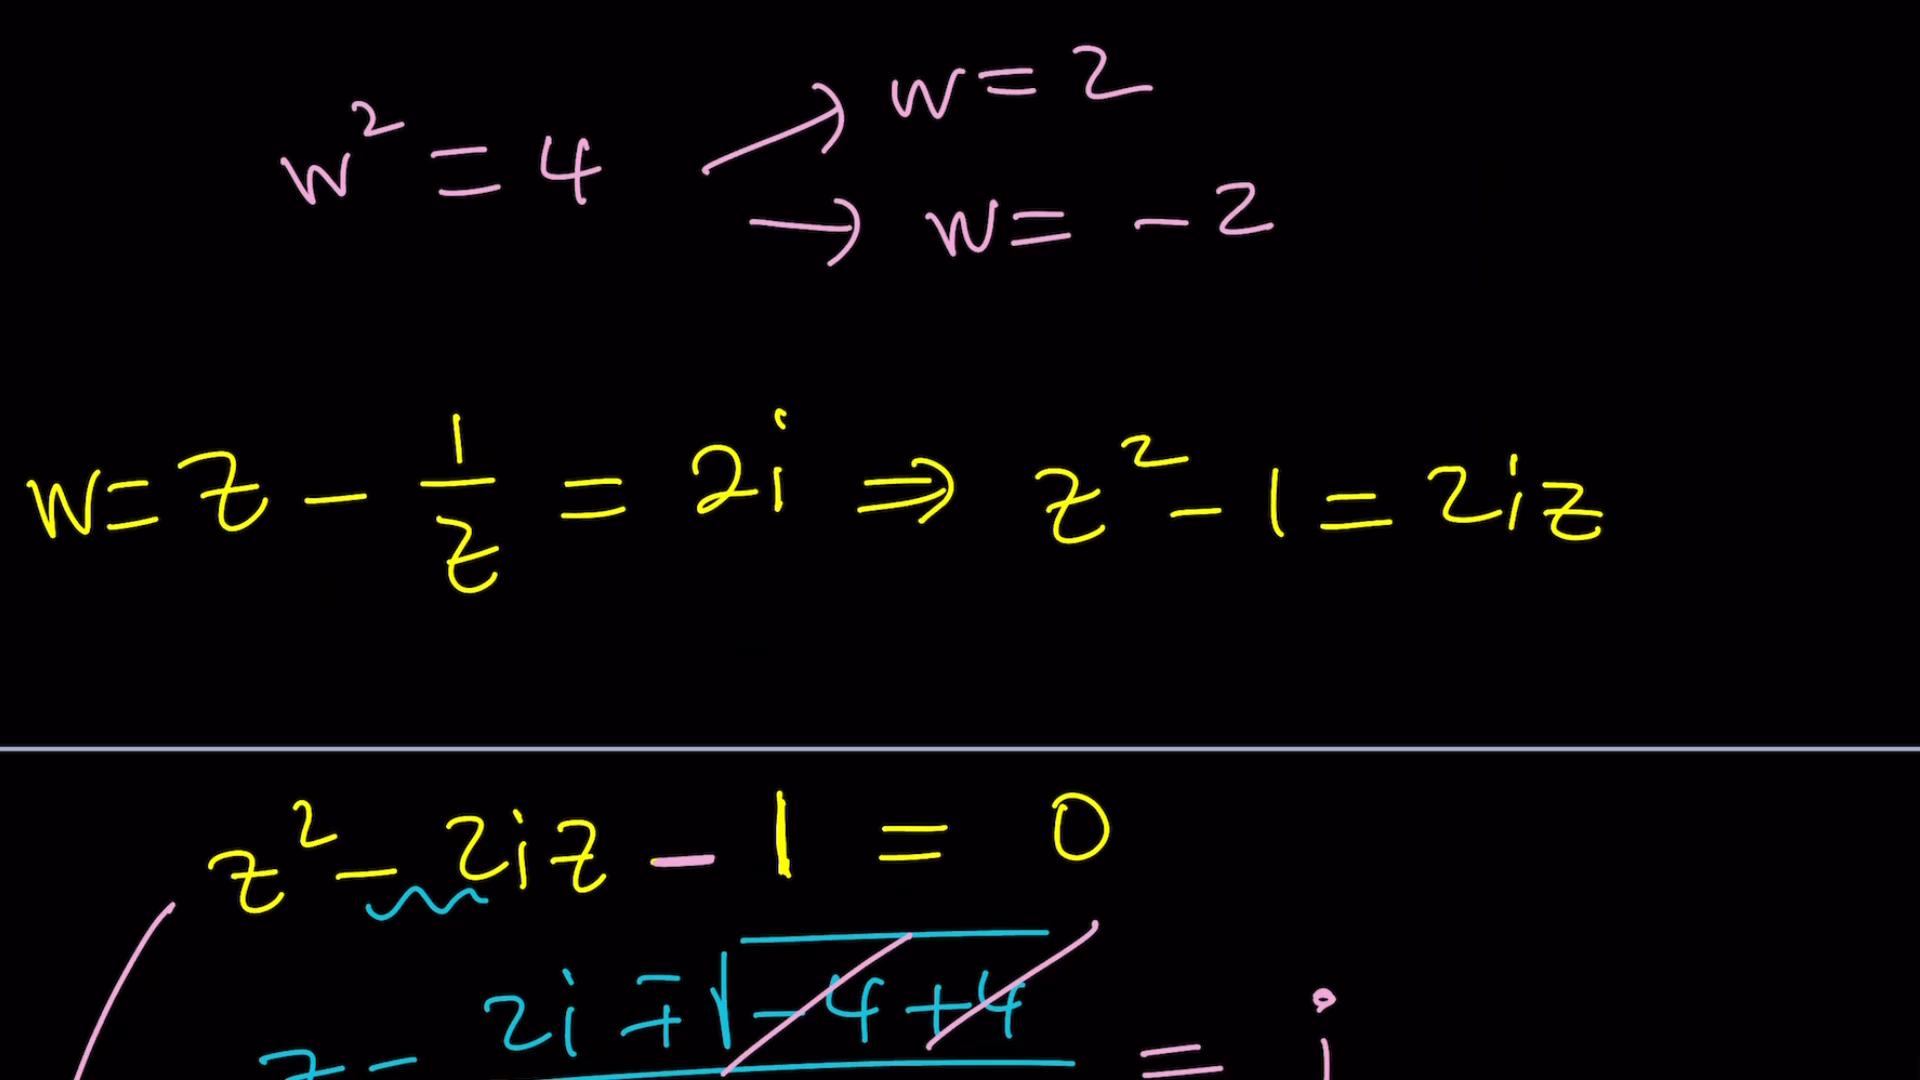 w² = 4 → w = 2
→ w = -2
w = z - 1/z = 2i ⇒ z² - 1 = 2iz
z² - 2iz - 1 = 0
z = 2i ∓ √-4+4 = i